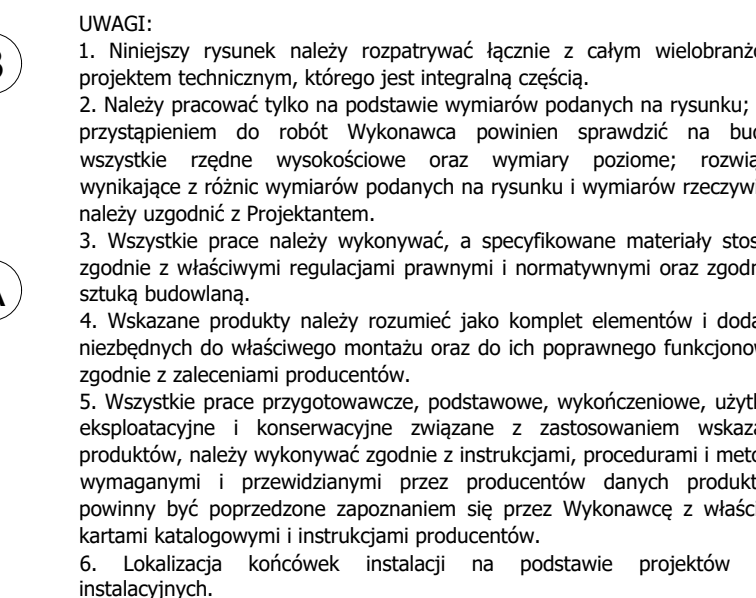 UWAGI:
1. Niniejszy rysunek należy rozpatrywać łącznie z całym wielobranż
projektem technicznym, którego jest integralną częścią.
2. Należy pracować tylko na podstawie wymiarów podanych na rysunku;
przystąpieniem do robót Wykonawca powinien sprawdzić na bud
wszystkie rzędne wysokościowe oraz wymiary poziome; rozwią
wynikające z różnic wymiarów podanych na rysunku i wymiarów rzeczyw
należy uzgodnić z Projektantem.
3. Wszystkie prace należy wykonywać, a specyfikowane materiały stos
zgodnie z właściwymi regulacjami prawnymi i normatywnymi oraz zgodn
sztuką budowlaną.
4. Wskazane produkty należy rozumieć jako komplet elementów i doda
niezbędnych do właściwego montażu oraz do ich poprawnego funkcjonow
zgodnie z zaleceniami producentów.
5. Wszystkie prace przygotowawcze, podstawowe, wykończeniowe, użytk
eksploatacyjne i konserwacyjne związane z zastosowaniem wskaza
produktów, należy wykonywać zgodnie z instrukcjami, procedurami i meto
wymaganymi i przewidzianymi przez producentów danych produkt
powinny być poprzedzone zapoznaniem się przez Wykonawcę z właści
kartami katalogowymi i instrukcjami producentów.
6. Lokalizacja końcówek instalacji na podstawie projektów
instalacyjnych.